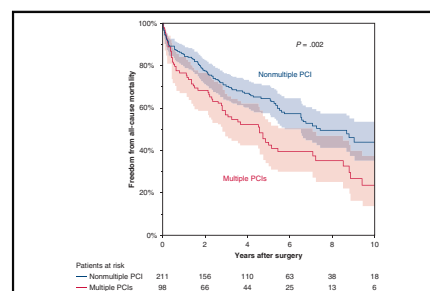 100%
P = .002
80%
Nonmultiple PCI
60%
40%
Multiple PCIs
20%
0%
Freedom from all-cause mortality
0 2 4 6 8 10
Years after surgery
Patients at risk
Nonmultiple PCI 211 156 110 63 38 18
Multiple PCIs 98 66 44 25 13 6